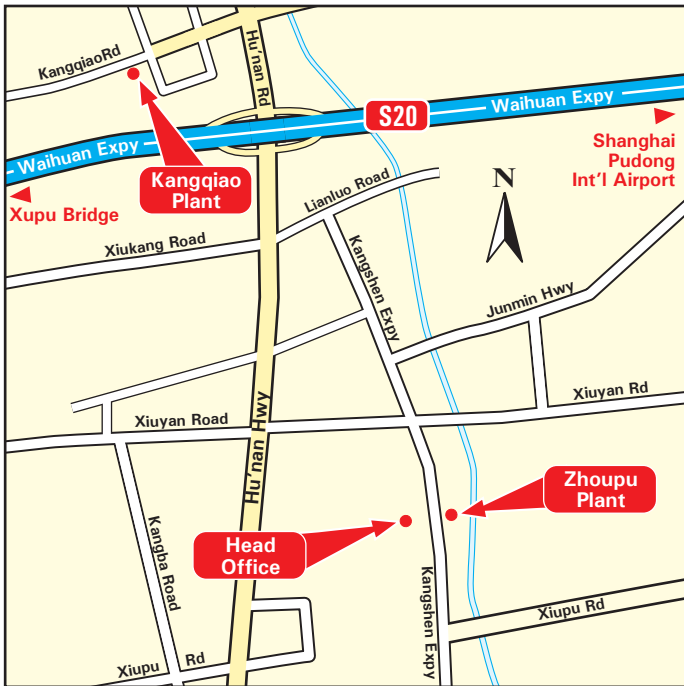 KangqiaoRd
Hu'nan Rd
Waihuan Expy
S20
Waihuan Expy
Shanghai
Pudong
Int'l Airport
Kangqiao
Plant
Xupu Bridge
Lianluo Road
N
Xiukang Road
Kangshen Expy
Junmin Hwy
Xiuyan Road
Xiuyan Rd
Hu'nan Hwy
Zhoupu
Plant
Head
Office
Kangba Road
Kangshen Expy
Xiupu Rd
Xiupu Rd